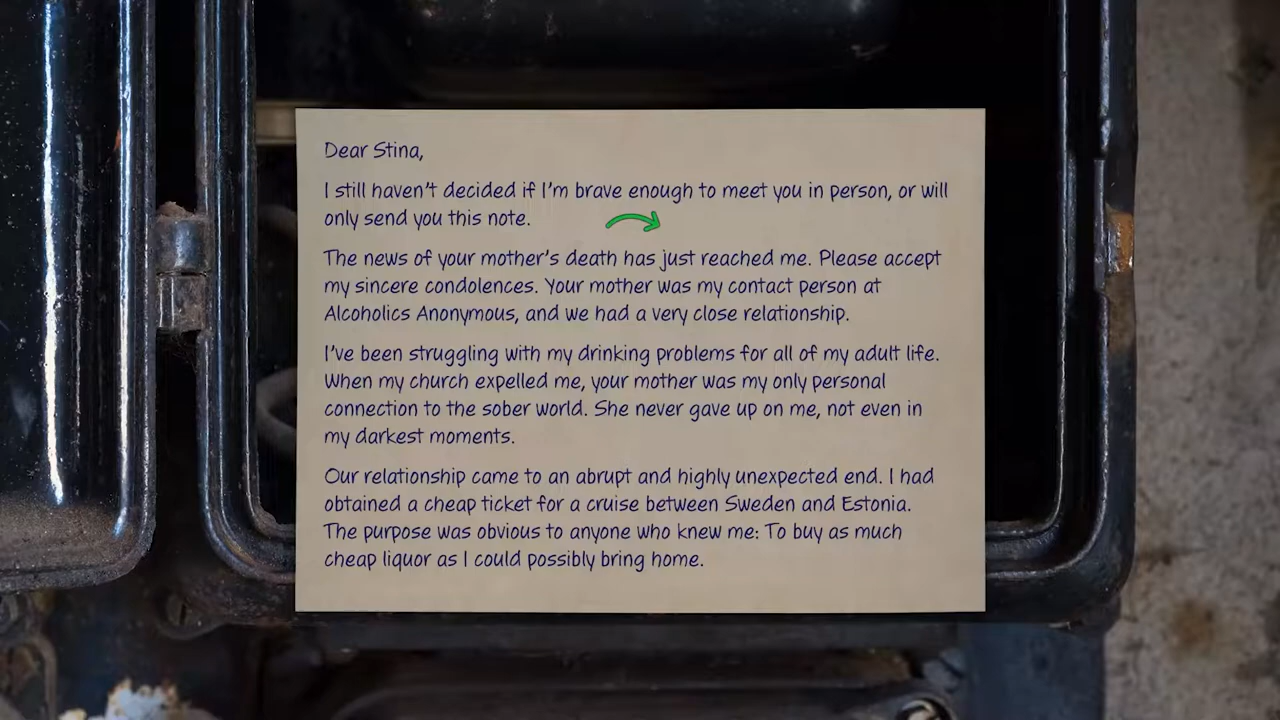 Dear Stina,
I still haven't decided if I'm brave enough to meet you in person, or will
only send you this note.
The news of your mother's death has just reached me. Please accept
my sincere condolences. Your mother was my contact person at
Alcoholics Anonymous, and we had a very close relationship.
I've been struggling with my drinking problems for all of my adult life.
When my church expelled me, your mother was my only personal
connection to the sober world. She never gave up on me, not even in
my darkest moments.
Our relationship came to an abrupt and highly unexpected end. I had
obtained a cheap ticket for a cruise between Sweden and Estonia.
The purpose was obvious to anyone who knew me: To buy as much
cheap liquor as I could possibly bring home.